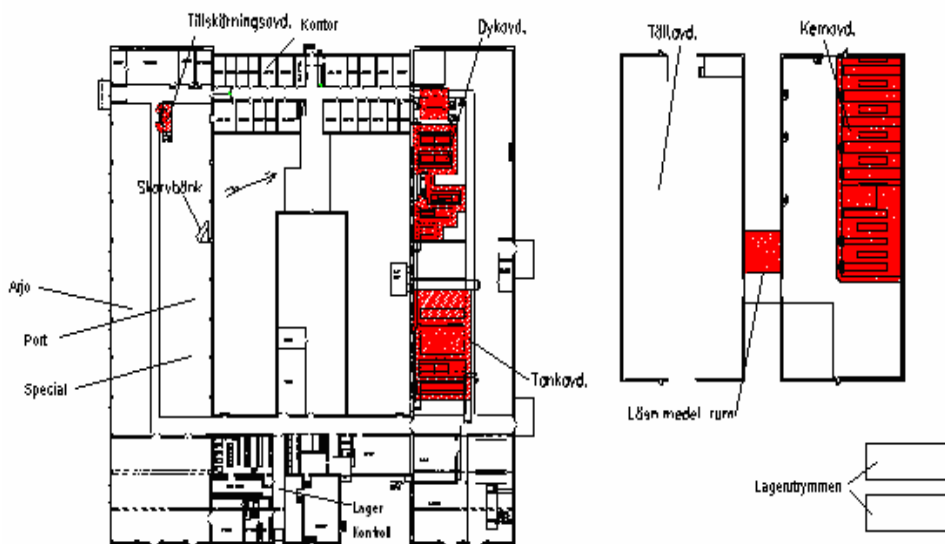 Tillskärningsavd.
Kontor
Dykavd.
Tältavd.
Kemavd.
Skarvbänk
Arjo
Port
Special
Tankavd.
Lösn medel rum
Lager
Kontroll
Lagerutrymmen